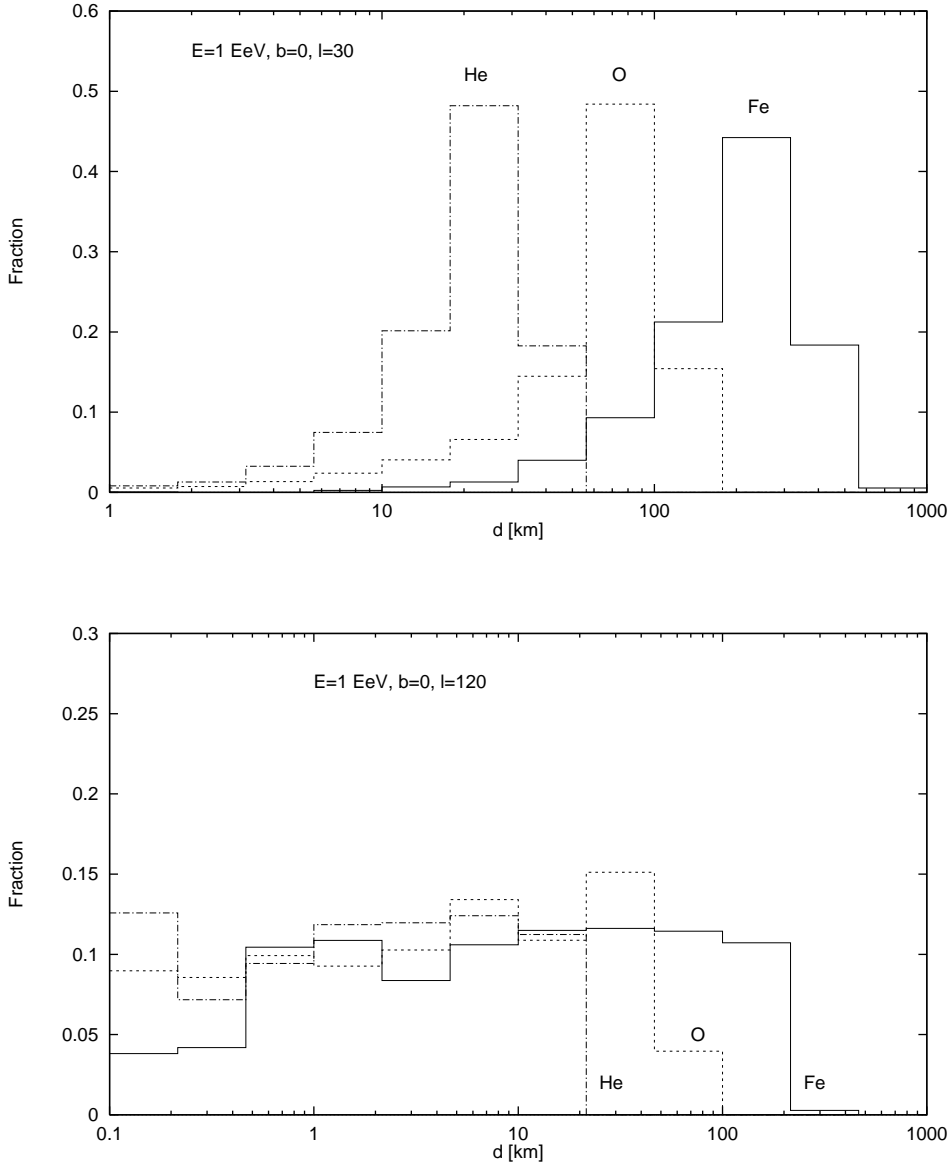 0.6
E=1 EeV, b=0, l=30
He
O
0.5
Fe
0.4
Fraction
0.3
0.2
0.1
0
1
10
100
1000
d [km]
0.3
E=1 EeV, b=0, l=120
0.25
0.2
Fraction
0.15
0.1
0.05
O
He
Fe
0
0.1
1
10
100
1000
d [km]